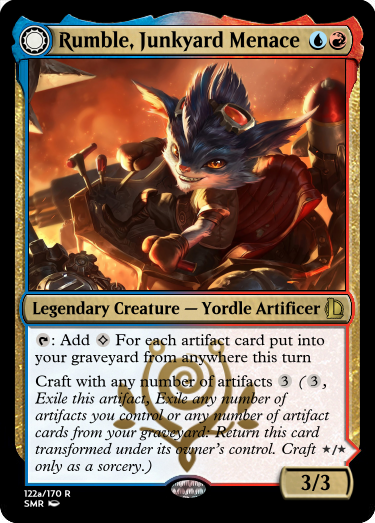 Rumble, Junkyard Menace
Legendary Creature — Yordle Artificer
: Add For each artifact card put into
your graveyard from anywhere this turn
Craft with any number of artifacts 3 (3,
Exile this artifact, Exile any number of
artifacts you control or any number of artifact
cards from your graveyard: Return this card
transformed under its owner's control. Craft
only as a sorcery.)
★/★
3/3
122a/170 R
SMR